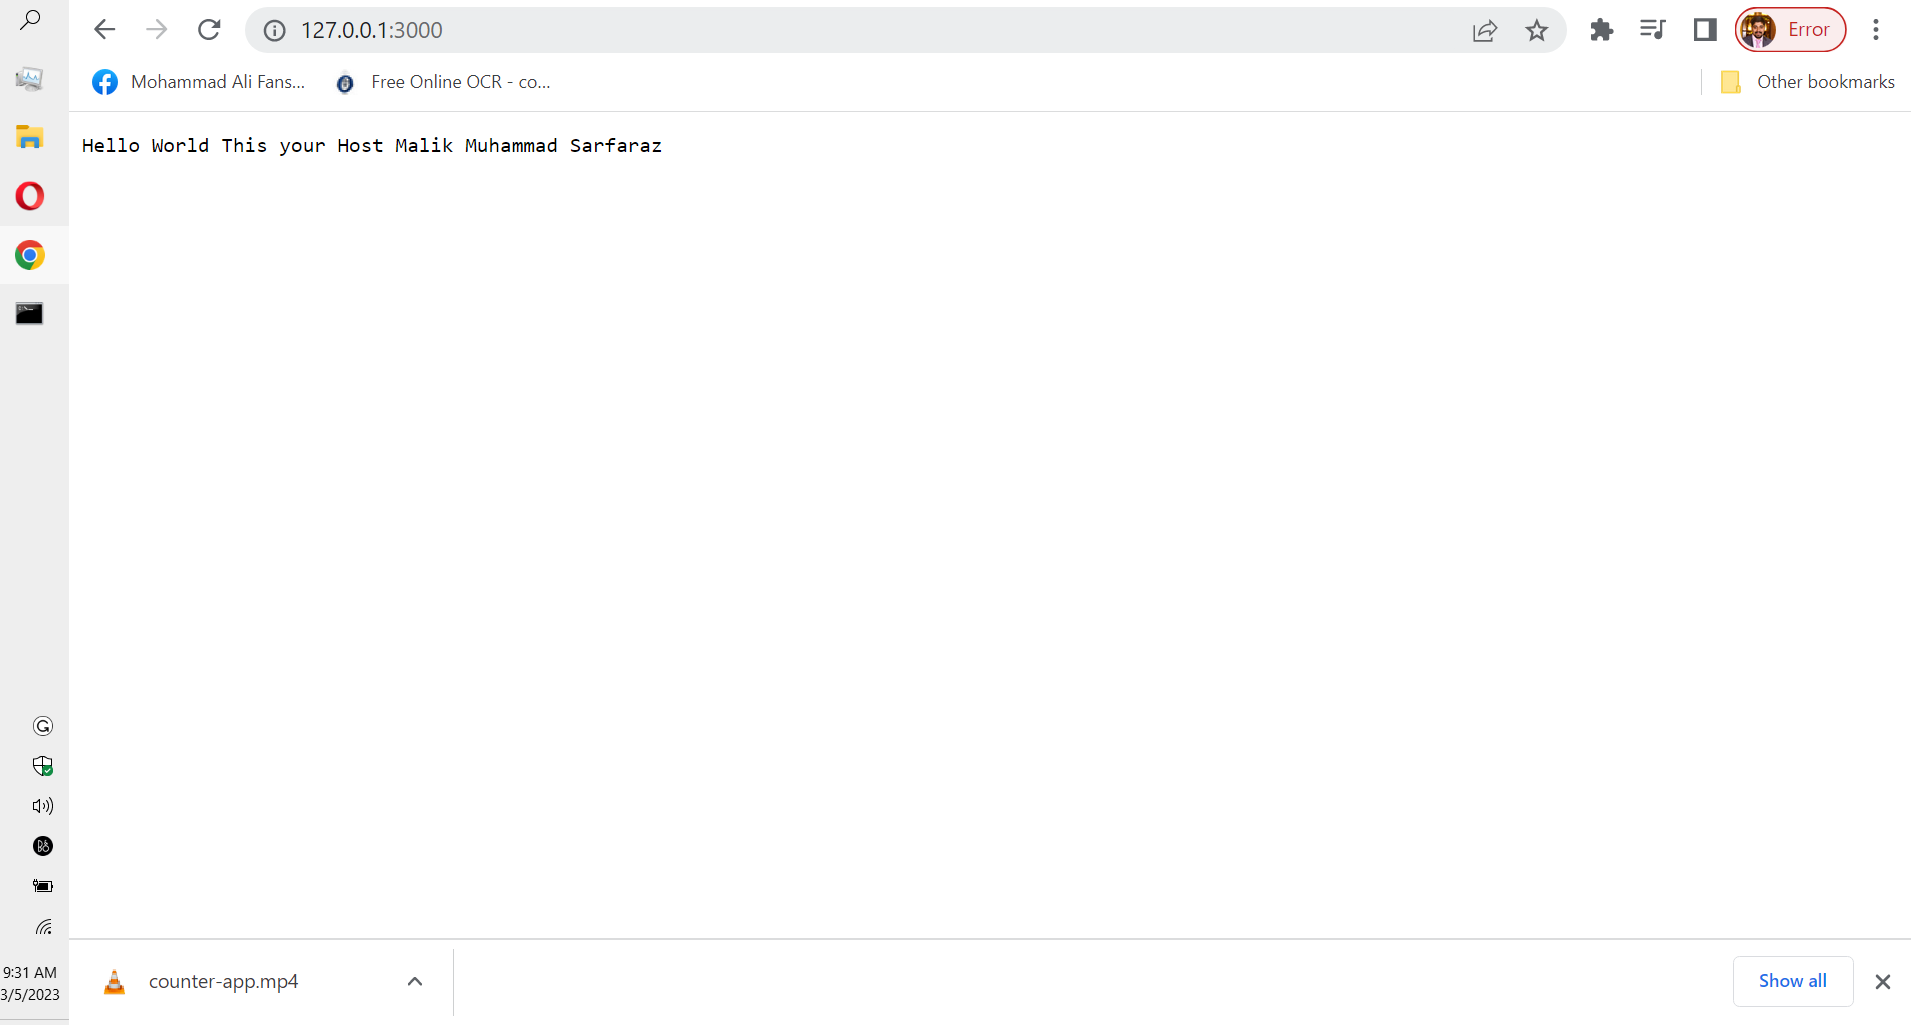 127.0.0.1:3000
Error
Mohammad Ali Fans...
Free Online OCR - co...
Other bookmarks
Hello World This your Host Malik Muhammad Sarfaraz
counter-app.mp4
Show all
9:31 AM
3/5/2023